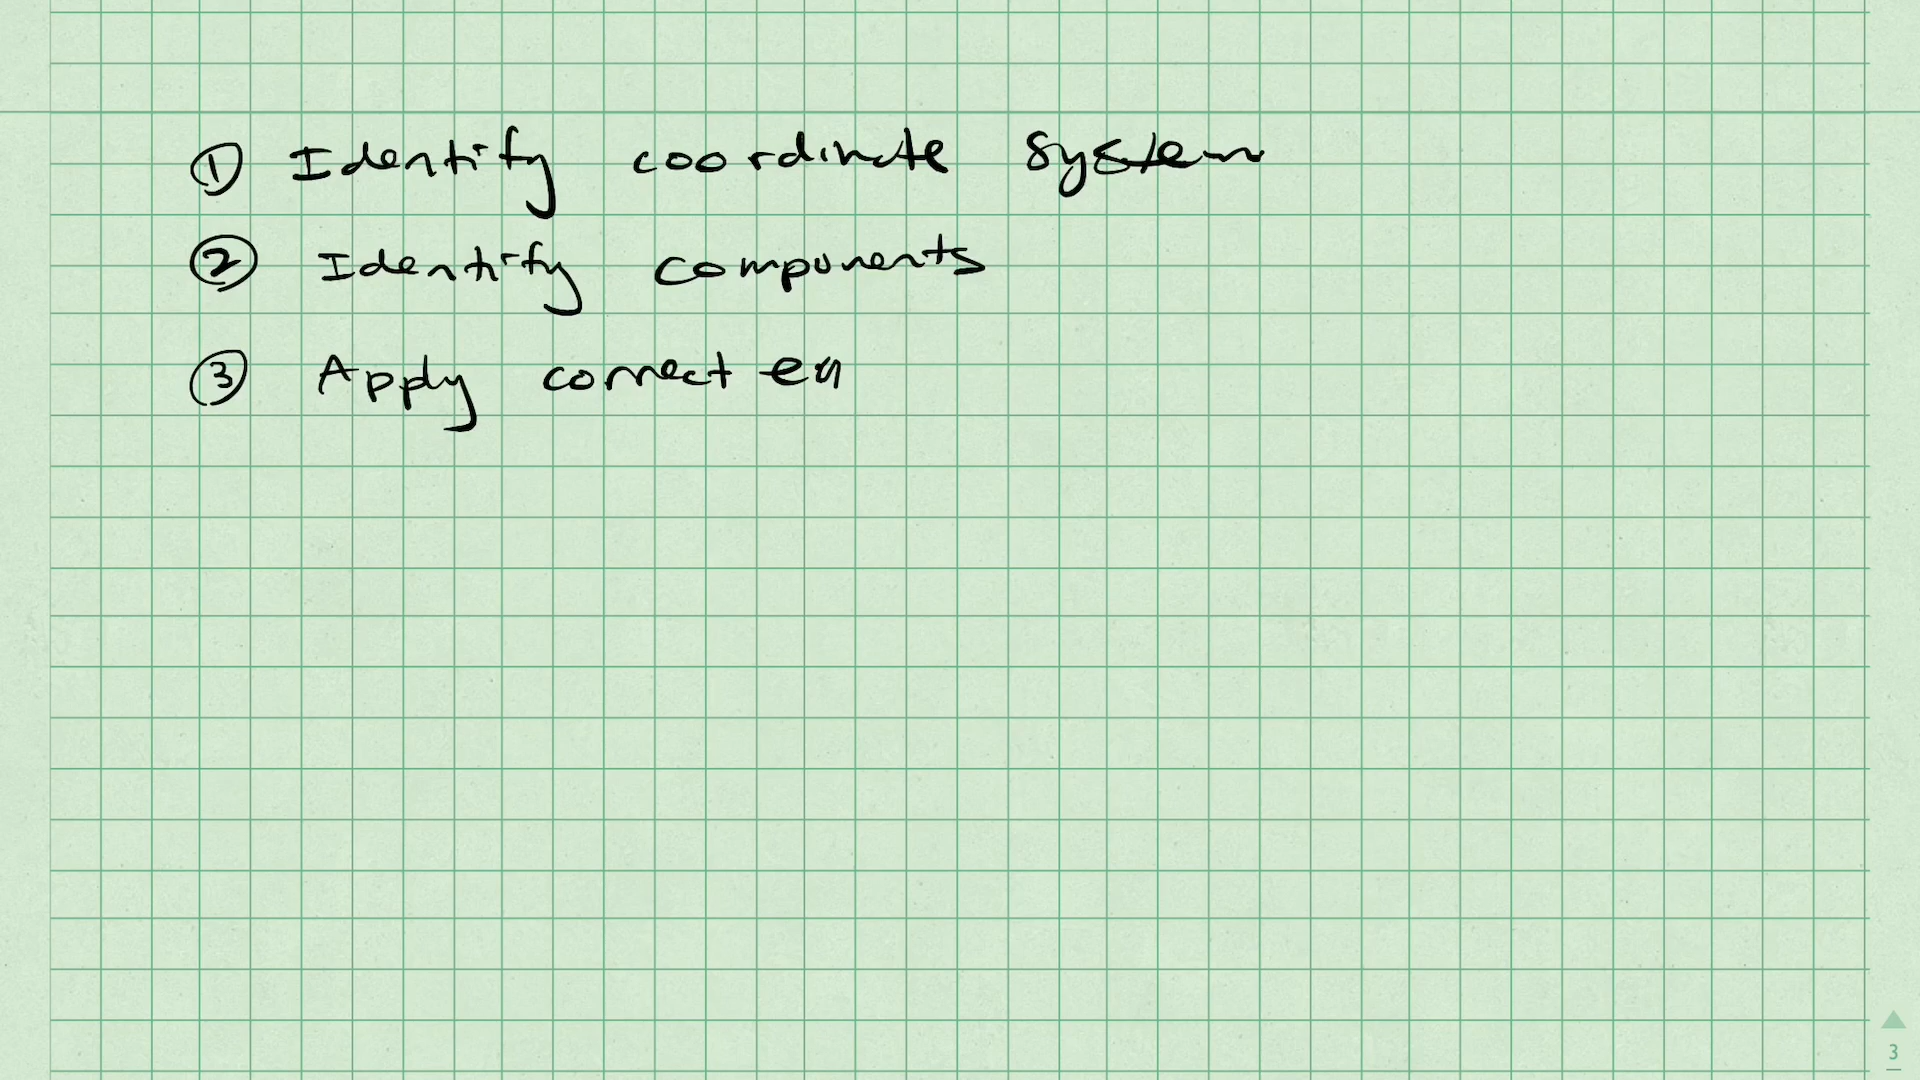 ① Identify coordinate system
② Identify components
③ Apply correct eq
3